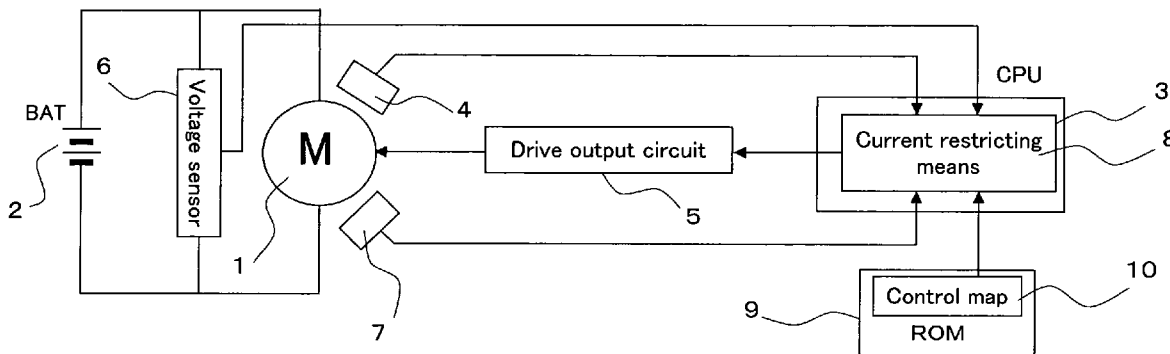 6
Voltage sensor
BAT
2
M
1
4
7
Drive output circuit
5
CPU
3
Current restricting
means
8
Control map
10
9
ROM